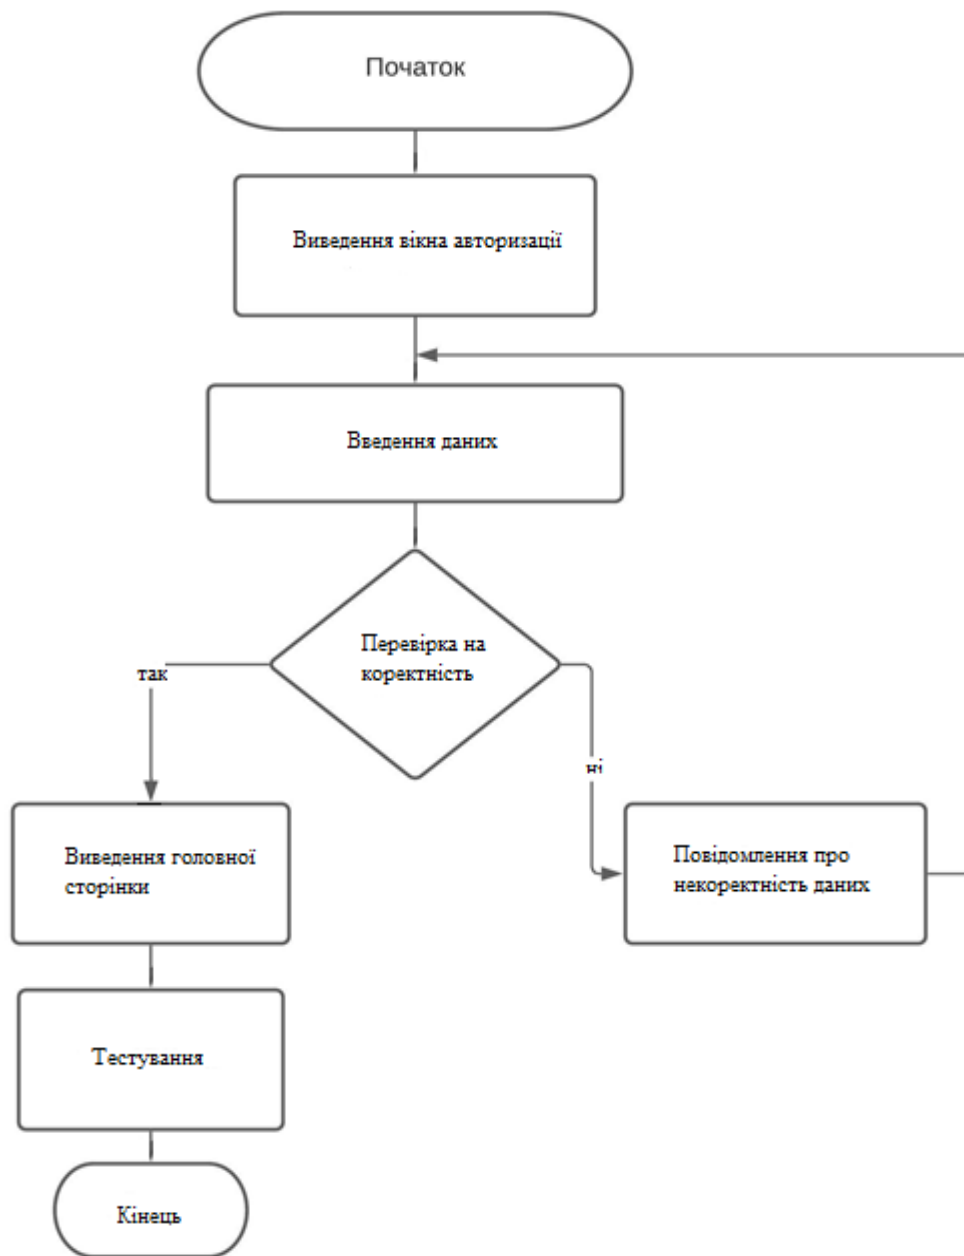 Початок
Виведення вікна авторизації
Введення даних
Перевірка на
коректність
так
ні
Виведення головної
сторінки
Повідомлення про
некоректність даних
Тестування
Кінець